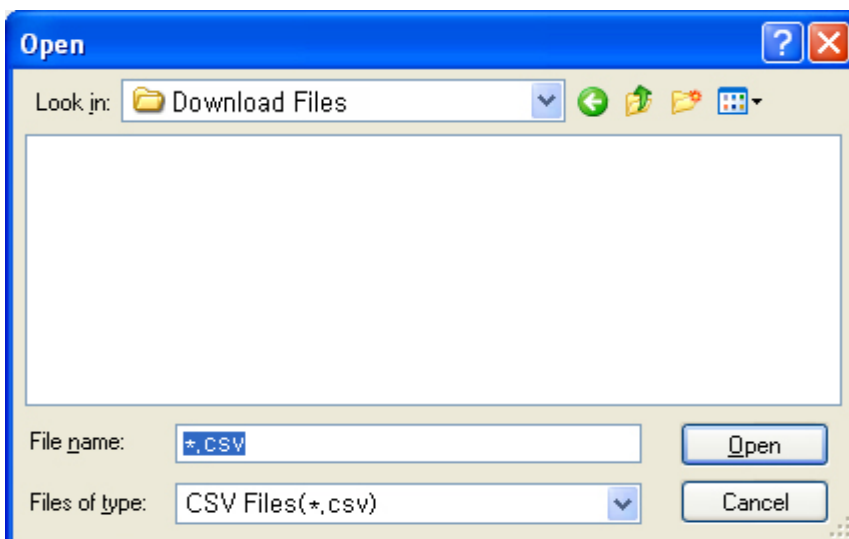 Open
Look in: Download Files
File name: *.csv
Open
Files of type: CSV Files(*.csv)
Cancel